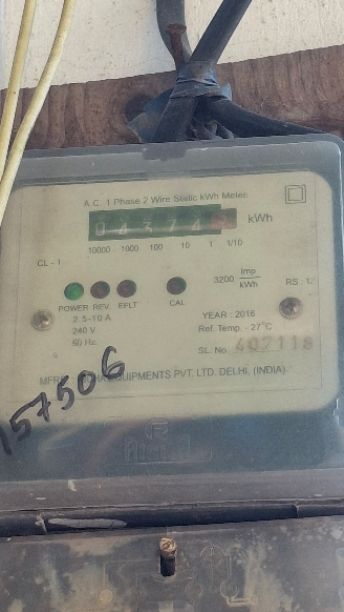 A.C. 1 Phase 2 Wire Static kWh Meter
kWh
10000 1000 100 10 1 1/10
CL - 1
3200 Imp/kWh
POWER REV. EFLT CAL
2.5-10 A
YEAR : 2016
240 V
Ref. Temp. - 27°C
50 Hz.
SL. No. 407118
EQUIPMENTS PVT. LTD. DELHI, (INDIA)
157506